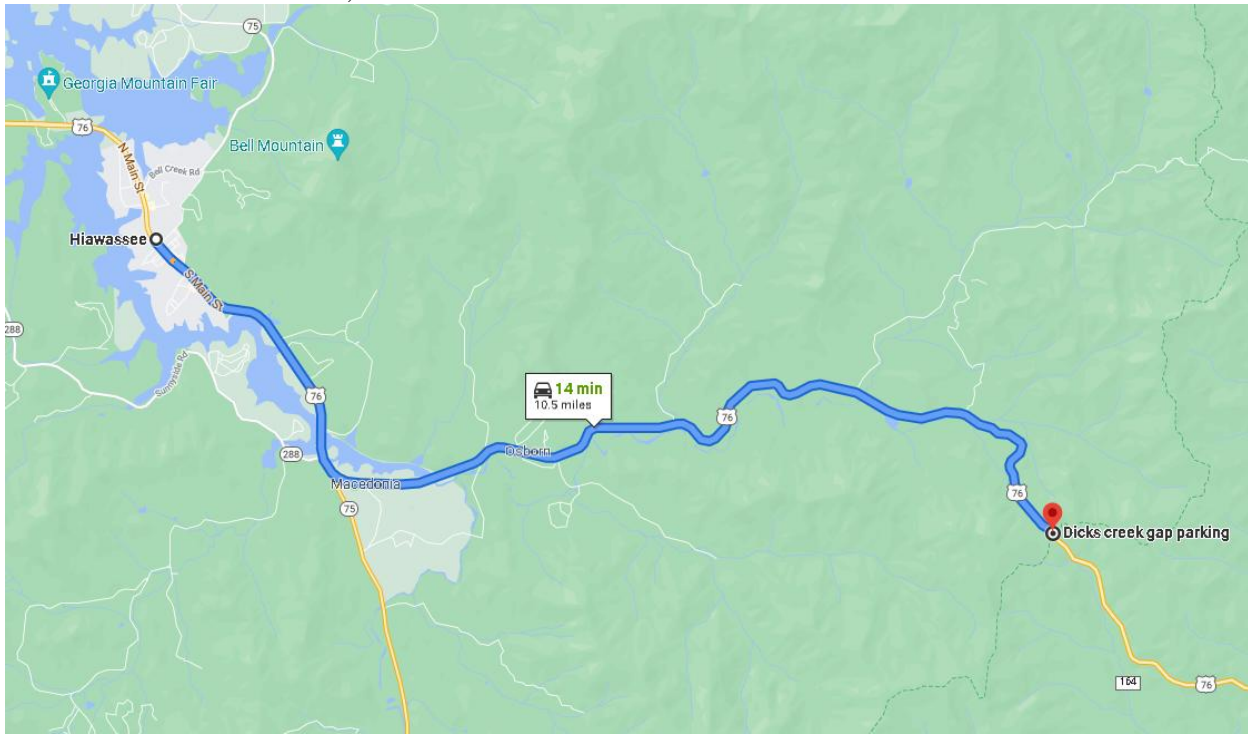 75
Georgia Mountain Fair
76
N Main St
Bell Creek Rd
Bell Mountain
Hiawassee
S Main St
288
Sunnyside Rd
76
14 min
10.5 miles
76
Osborn
288
Macedonia
75
76
Dicks creek gap parking
164
76